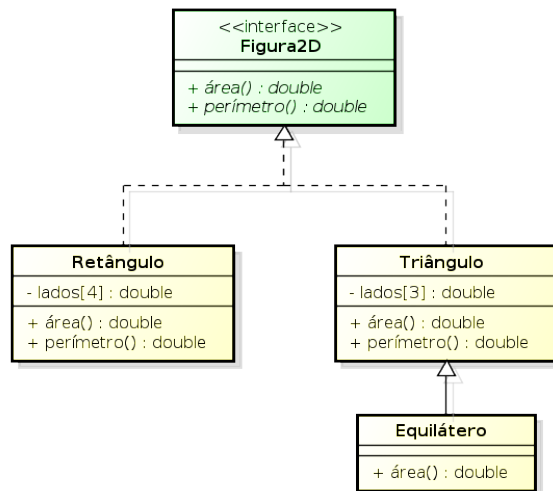 <<interface>>
Figura2D
+ área() : double
+ perímetro() : double
Retângulo
- lados[4] : double
+ área() : double
+ perímetro() : double
Triângulo
- lados[3] : double
+ área() : double
+ perímetro() : double
Equilátero
+ área() : double